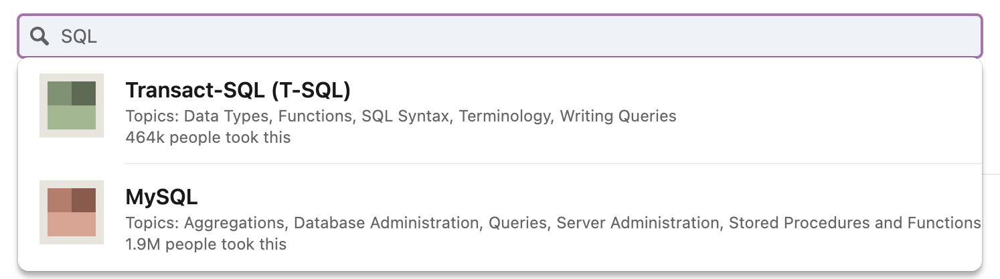 SQL
Transact-SQL (T-SQL)
Topics: Data Types, Functions, SQL Syntax, Terminology, Writing Queries
464k people took this
MySQL
Topics: Aggregations, Database Administration, Queries, Server Administration, Stored Procedures and Functions
1.9M people took this